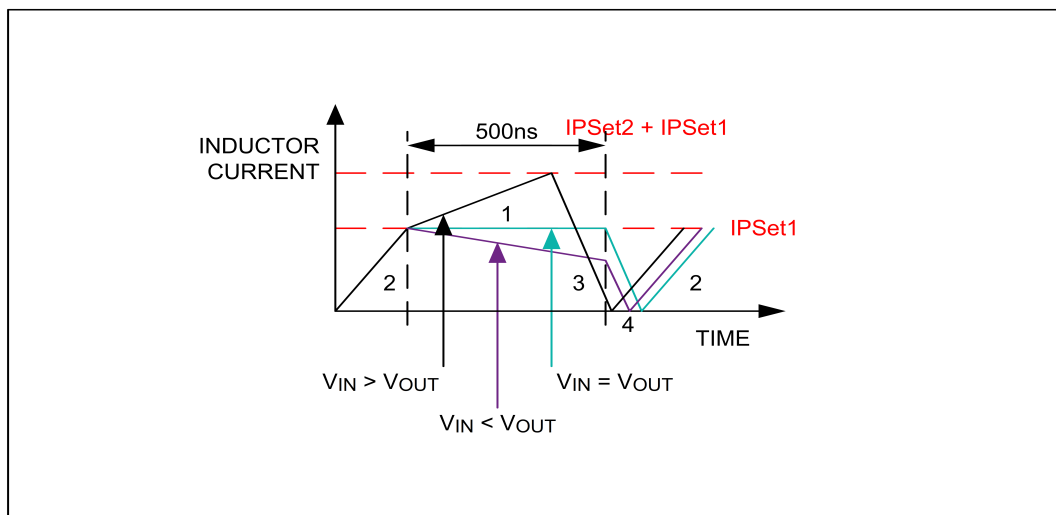 500ns
IPSet2 + IPSet1
INDUCTOR
CURRENT
1
IPSet1
2
3
2
4
TIME
VIN > VOUT
VIN = VOUT
VIN < VOUT